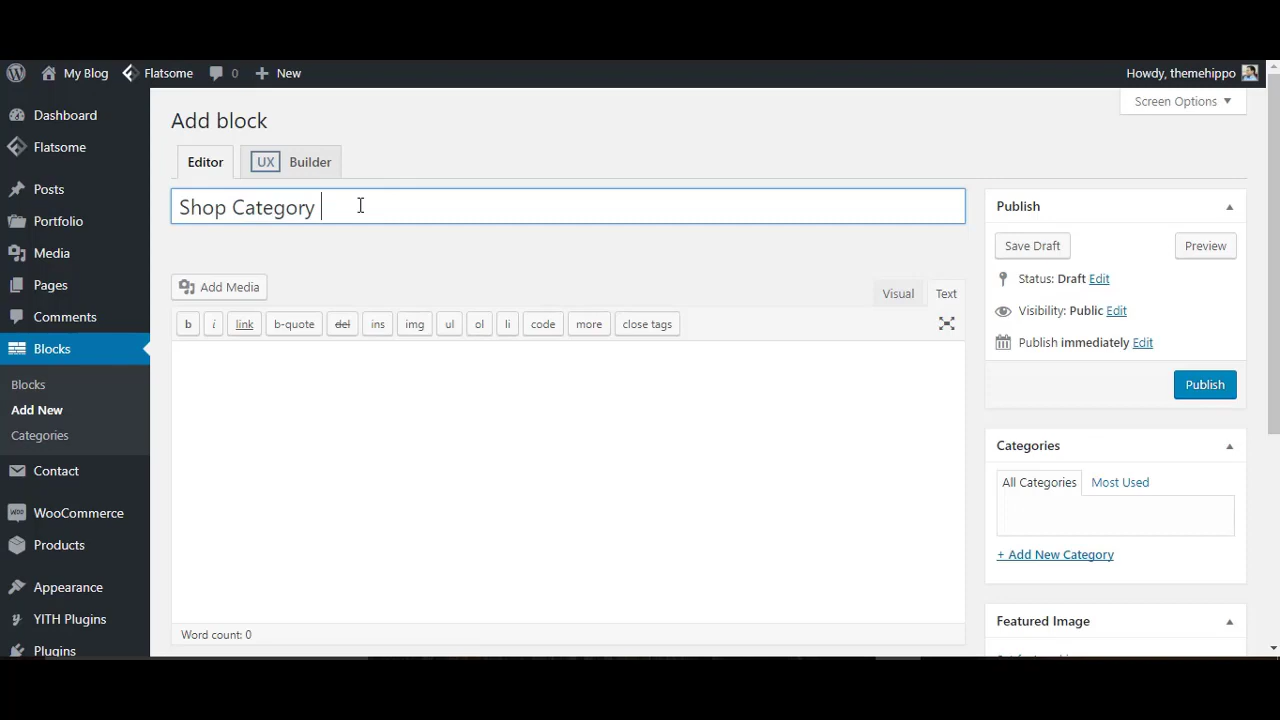 My Blog Flatsome 0 New Howdy, themehippo
Screen Options
Dashboard
Flatsome
Posts
Portfolio
Media
Pages
Comments
Blocks
Blocks
Add New
Categories
Contact
WooCommerce
Products
Appearance
YITH Plugins
Plugins
Add block
Editor UX Builder
Shop Category
Add Media
Visual Text
b i link b-quote del ins img ul ol li code more close tags
Word count: 0
Publish
Save Draft Preview
Status: Draft Edit
Visibility: Public Edit
Publish immediately Edit
Publish
Categories
All Categories Most Used
+ Add New Category
Featured Image